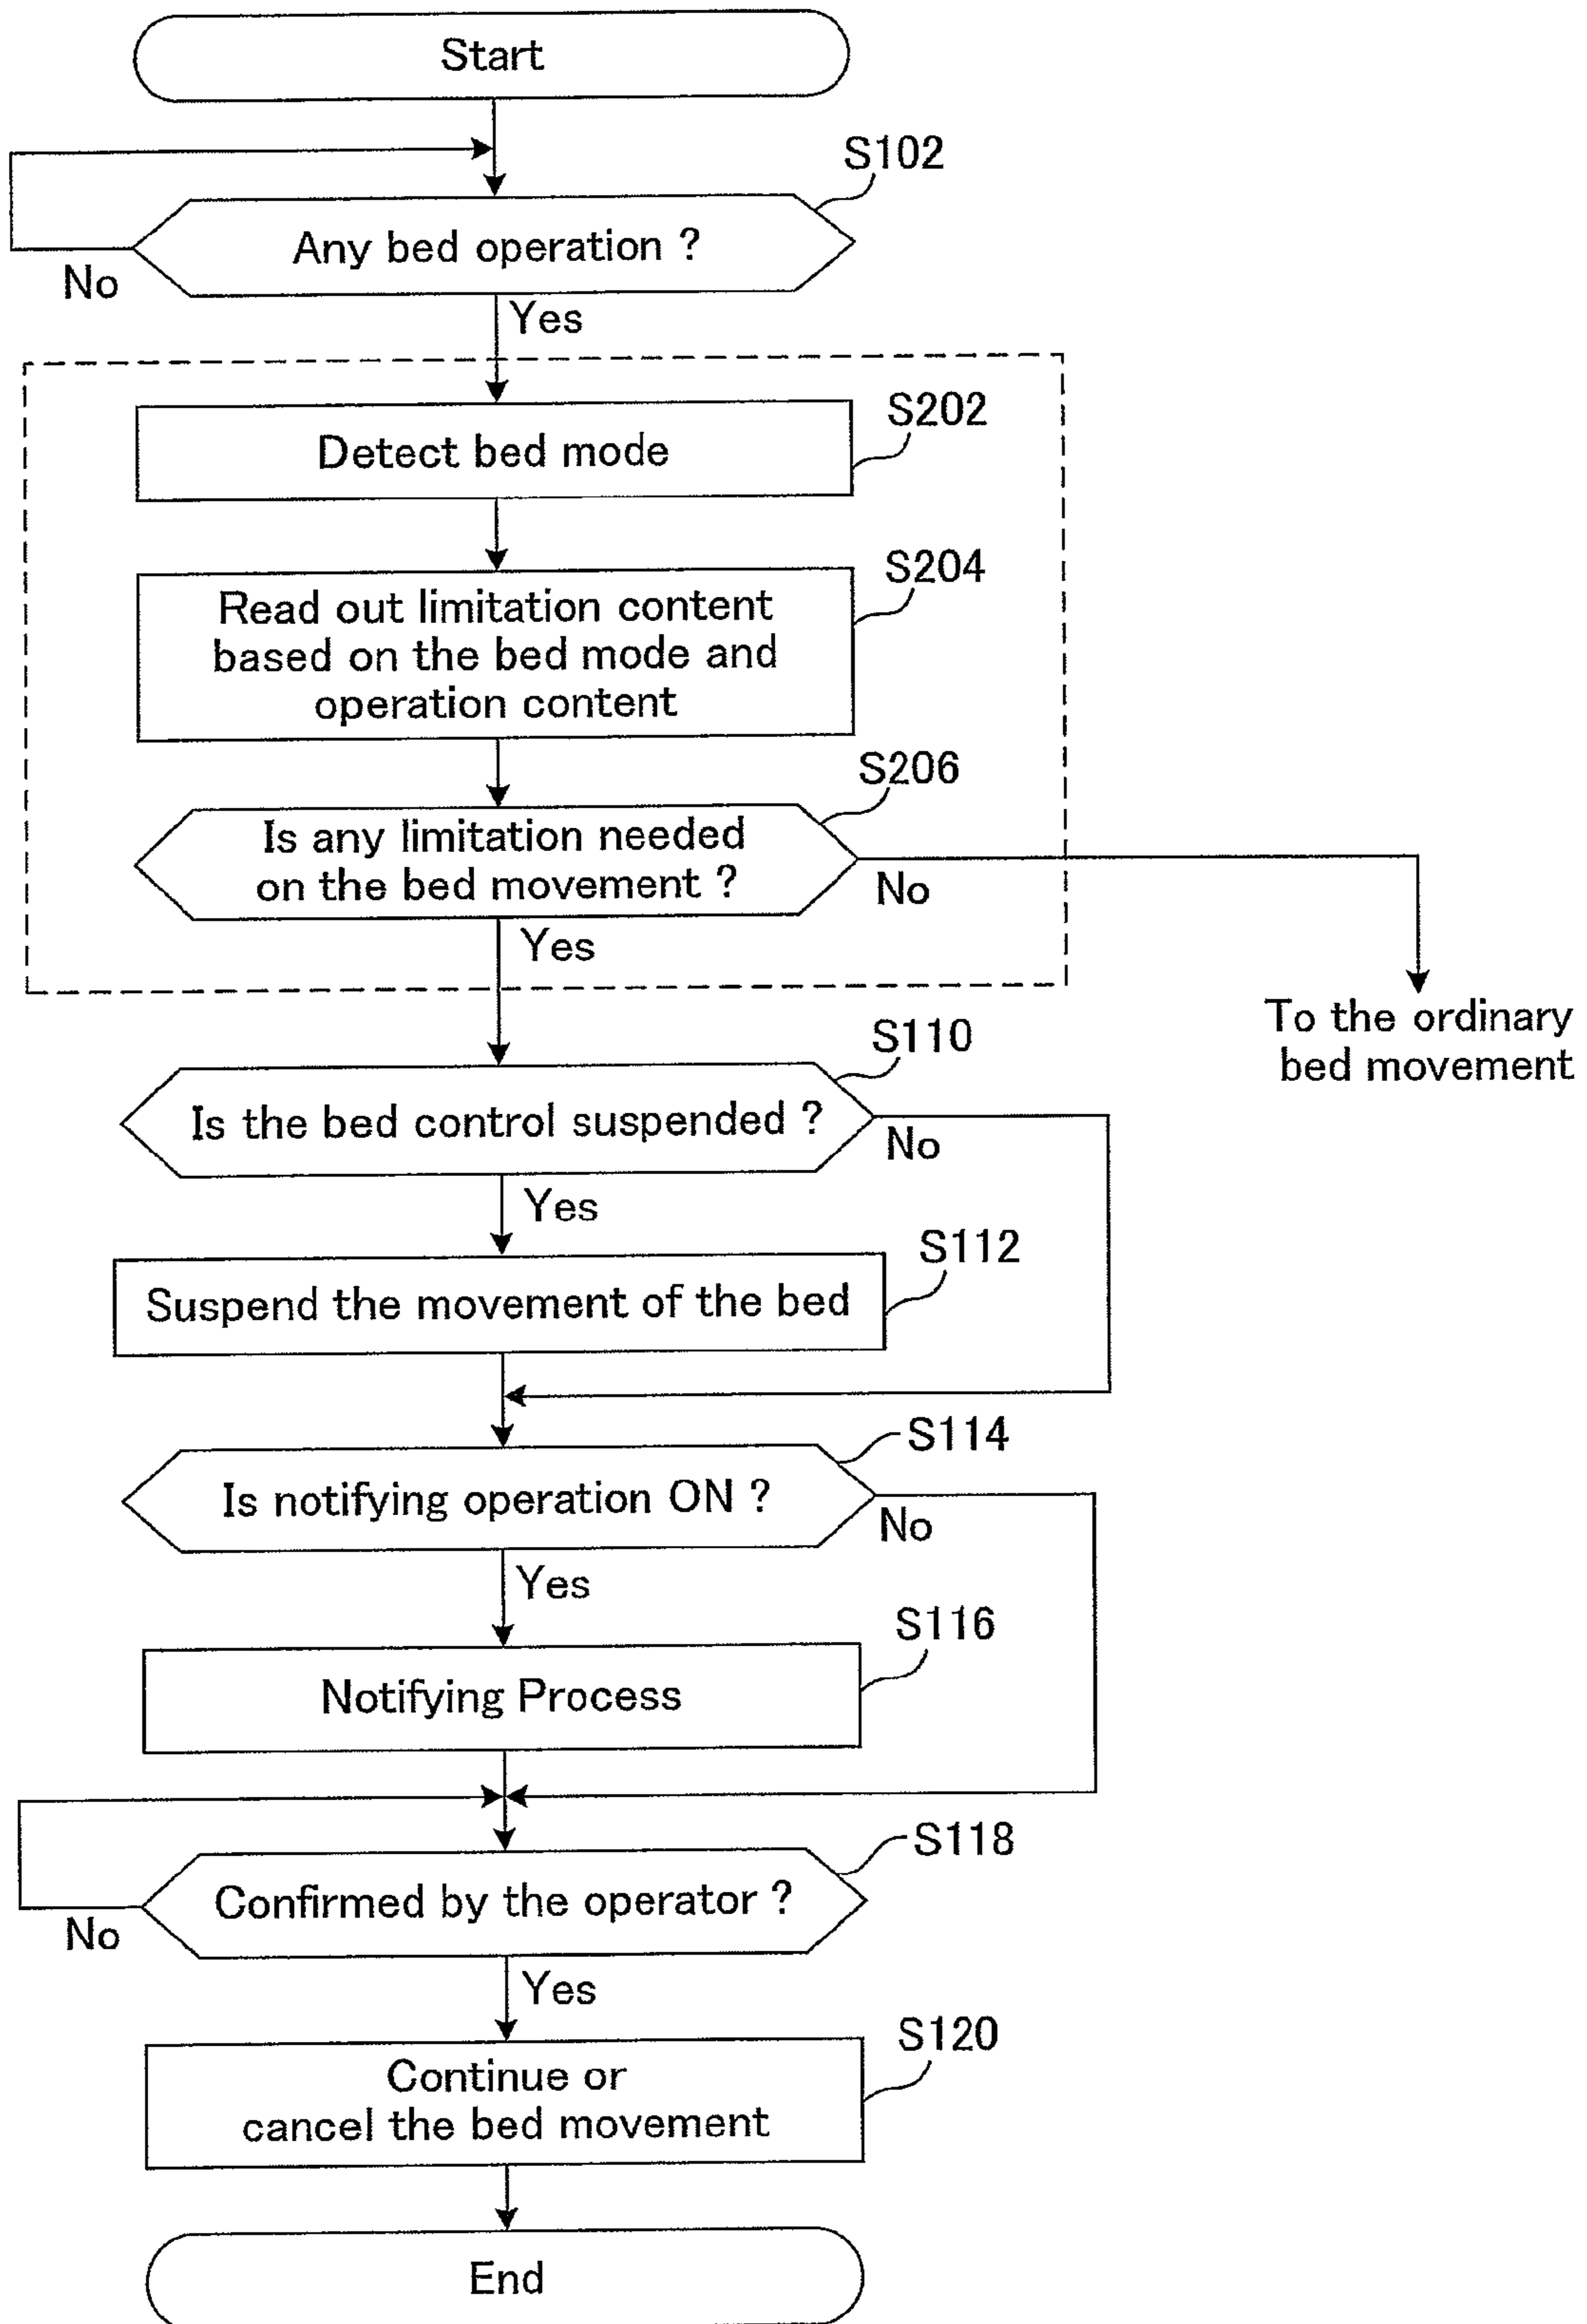 Start
S102
Any bed operation ?
No
Yes
S202
Detect bed mode
S204
Read out limitation content
based on the bed mode and
operation content
S206
Is any limitation needed
on the bed movement ?
No
Yes
To the ordinary
bed movement
S110
Is the bed control suspended ?
No
Yes
S112
Suspend the movement of the bed
S114
Is notifying operation ON ?
No
Yes
S116
Notifying Process
S118
Confirmed by the operator ?
No
Yes
S120
Continue or
cancel the bed movement
End